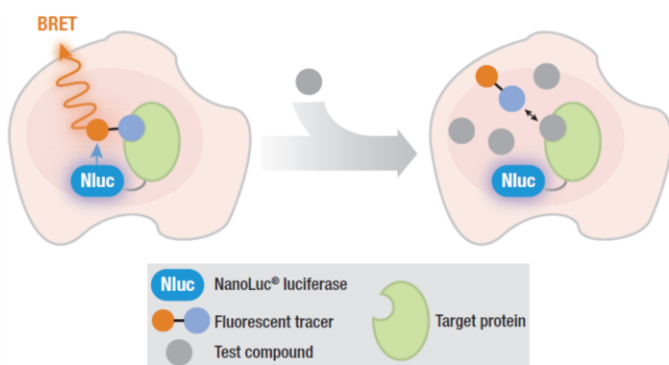 BRET
Nluc
Nluc
Nluc
NanoLuc® luciferase
Fluorescent tracer
Test compound
Target protein